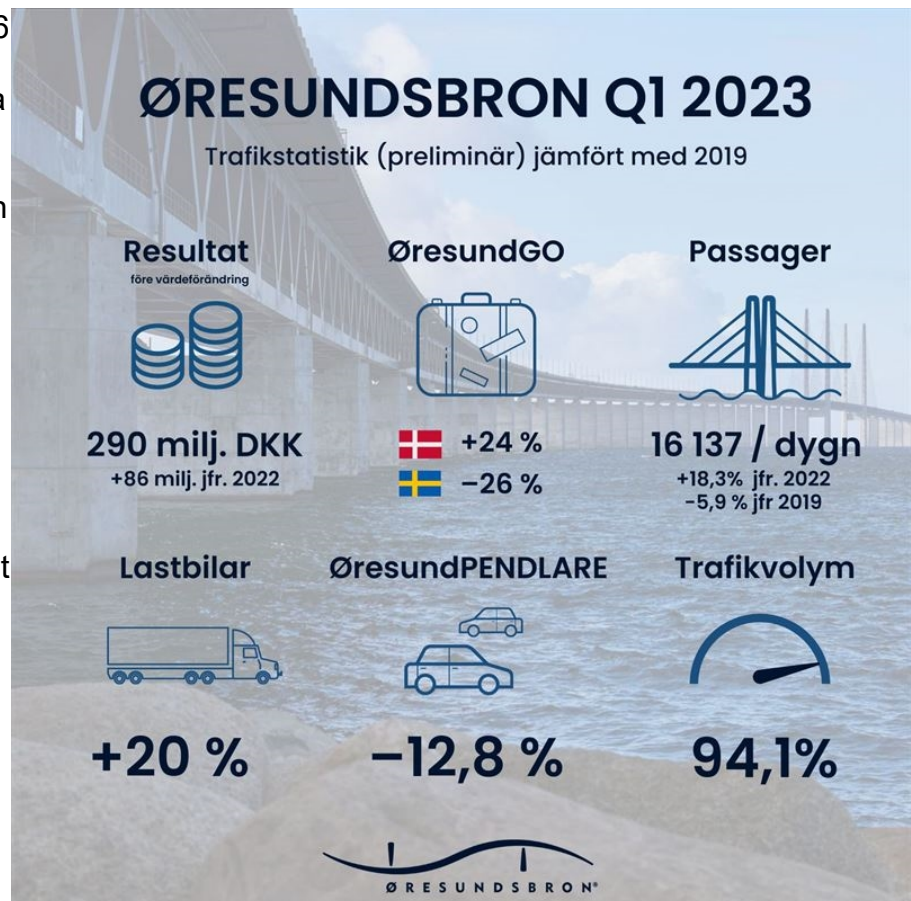 6
a
n
t
ØRESUNDSBRON Q1 2023
Trafikstatistik (preliminär) jämfört med 2019
Resultat
före värdeförändring
290 milj. DKK
+86 milj. jfr. 2022
ØresundGO
+24 %
–26 %
Passager
16 137 / dygn
+18,3% jfr. 2022
-5,9 % jfr 2019
Lastbilar
+20 %
ØresundPENDLARE
–12,8 %
Trafikvolym
94,1%
ØRESUNDSBRON®